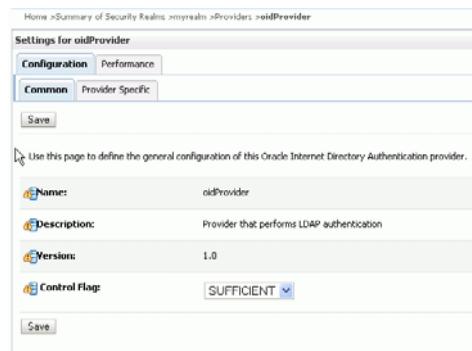 Home >Summary of Security Realms >myrealm >Providers >oidProvider
Settings for oidProvider
Configuration Performance
Common Provider Specific
Save
Use this page to define the general configuration of this Oracle Internet Directory Authentication provider.
Name: oidProvider
Description: Provider that performs LDAP authentication
Version: 1.0
Control Flag: SUFFICIENT
Save